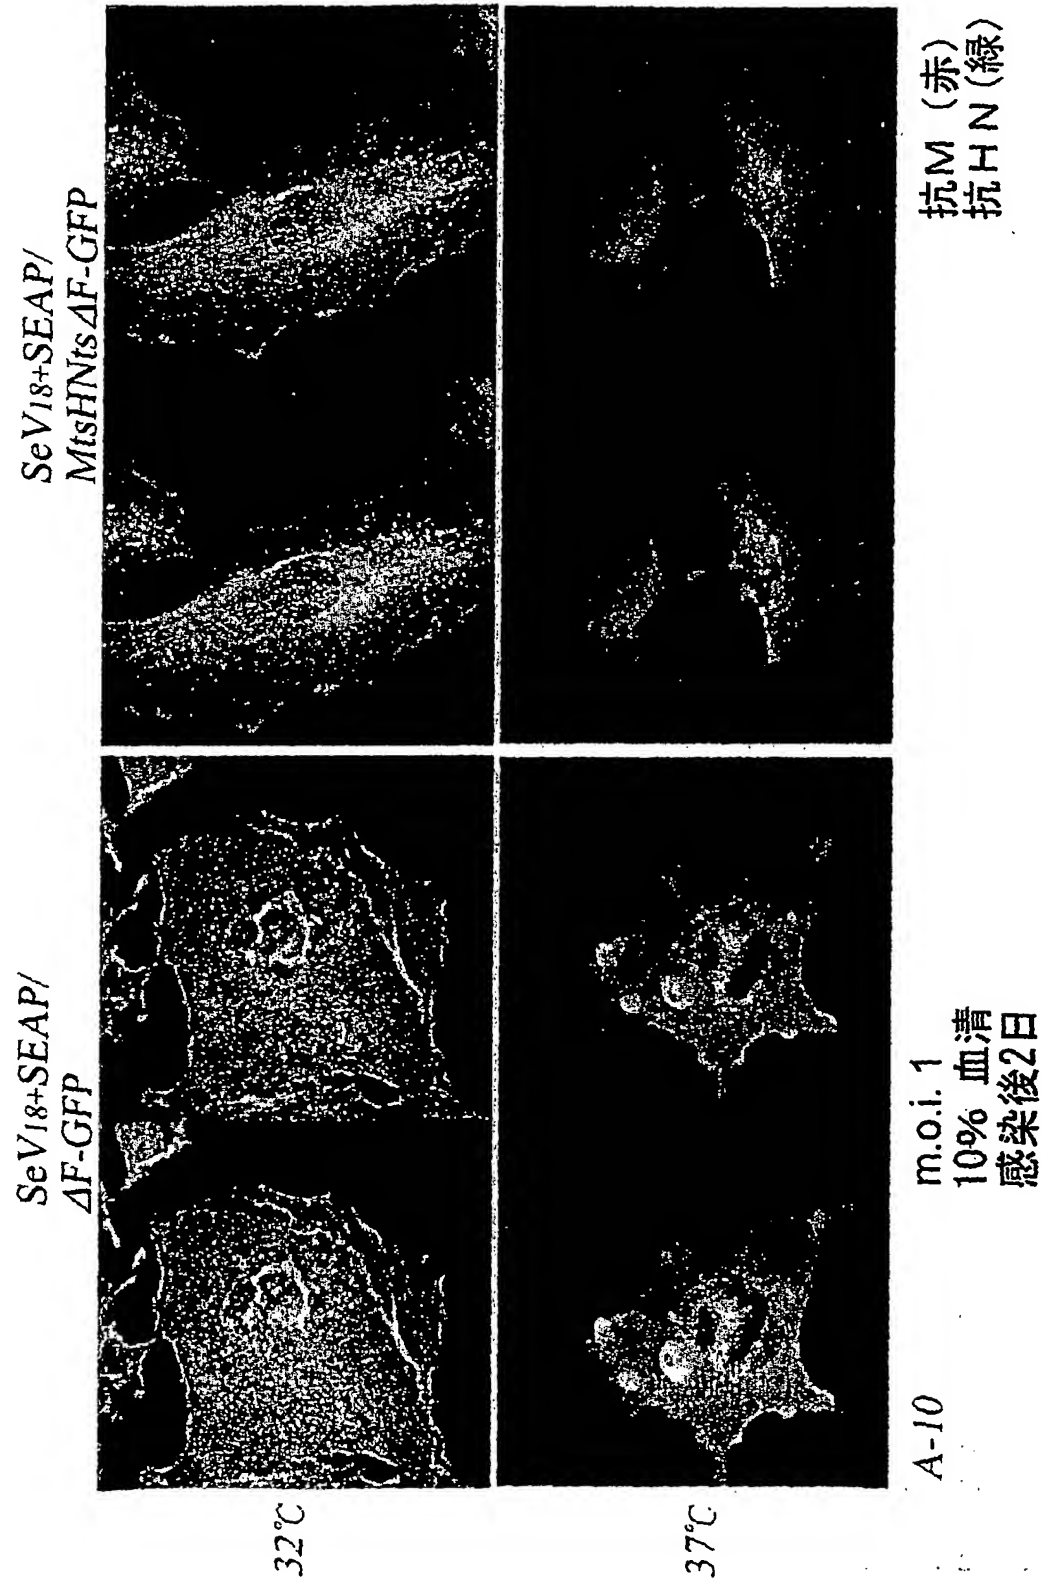 SeV18+SEAP/
ΔF-GFP
SeV18+SEAP/
MtsHNtsΔF-GFP
32℃
37℃
A-10
m.o.i. 1
10% 血清
感染後2日
抗M (赤)
抗HN(緑)